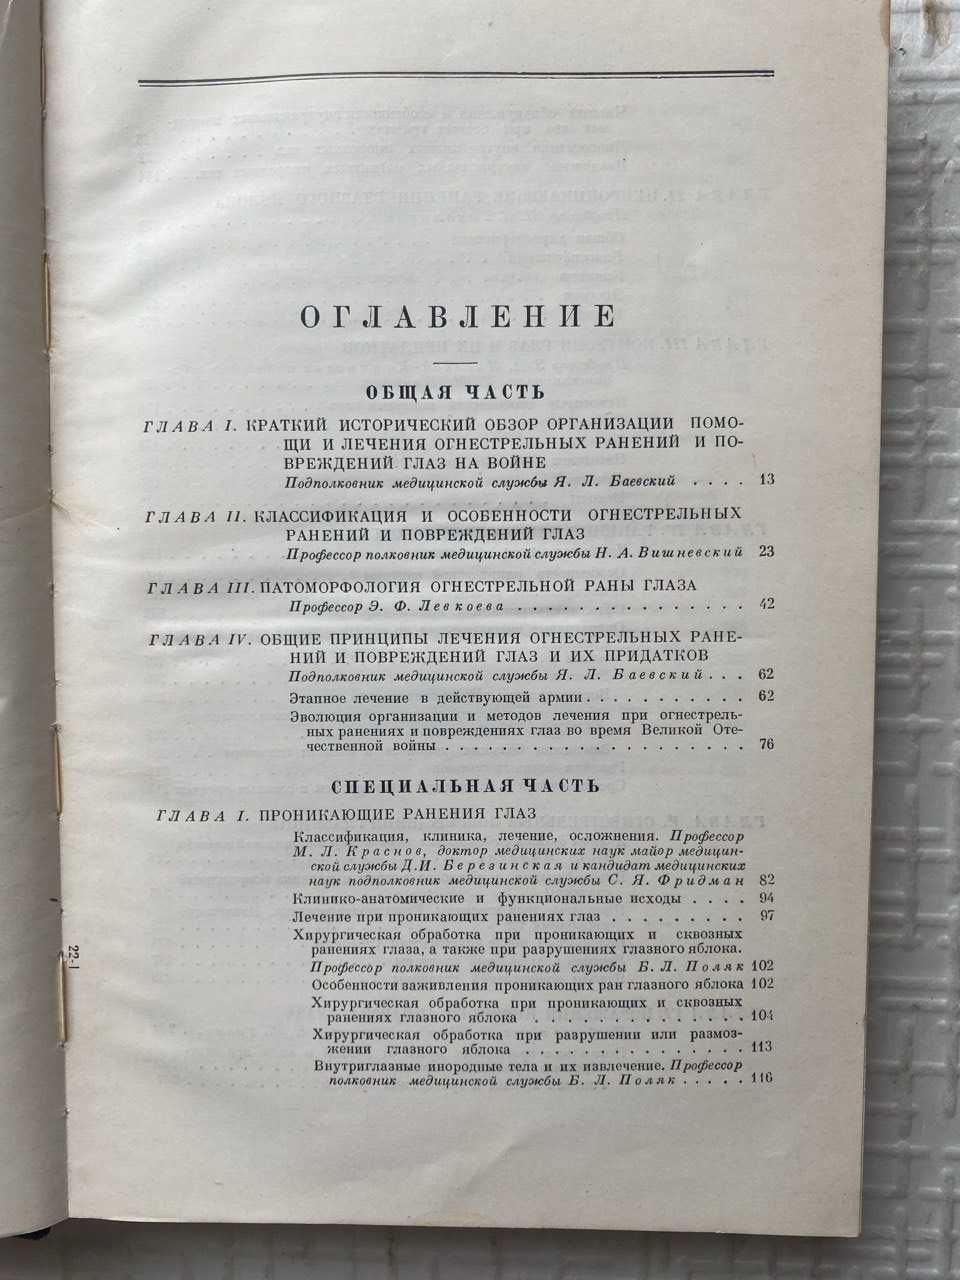 ОГЛАВЛЕНИЕ
ОБЩАЯ ЧАСТЬ
ГЛАВА I. КРАТКИЙ ИСТОРИЧЕСКИЙ ОБЗОР ОРГАНИЗАЦИИ ПОМО-
ЩИ И ЛЕЧЕНИЯ ОГНЕСТРЕЛЬНЫХ РАНЕНИЙ И ПО-
ВРЕЖДЕНИЙ ГЛАЗ НА ВОЙНЕ
Подполковник медицинской службы Я. Л. Баевский . . . . 13
ГЛАВА II. КЛАССИФИКАЦИЯ И ОСОБЕННОСТИ ОГНЕСТРЕЛЬНЫХ
РАНЕНИЙ И ПОВРЕЖДЕНИЙ ГЛАЗ
Профессор полковник медицинской службы Н. А. Вишневский 23
ГЛАВА III. ПАТОМОРФОЛОГИЯ ОГНЕСТРЕЛЬНОЙ РАНЫ ГЛАЗА
Профессор Э. Ф. Левкоева . . . . . . . . . . . . . . . 42
ГЛАВА IV. ОБЩИЕ ПРИНЦИПЫ ЛЕЧЕНИЯ ОГНЕСТРЕЛЬНЫХ РАНЕ-
НИЙ И ПОВРЕЖДЕНИЙ ГЛАЗ И ИХ ПРИДАТКОВ
Подполковник медицинской службы Я. Л. Баевский . . . 62
Этапное лечение в действующей армии . . . . . . . . . . . 62
Эволюция организации и методов лечения при огнестрель-
ных ранениях и повреждениях глаз во время Великой Оте-
чественной войны . . . . . . . . . . . . . . . . . . . . 76
СПЕЦИАЛЬНАЯ ЧАСТЬ
ГЛАВА I. ПРОНИКАЮЩИЕ РАНЕНИЯ ГЛАЗ
Классификация, клиника, лечение, осложнения. Профессор
М. Л. Краснов, доктор медицинских наук майор медицин-
ской службы Д. И. Березинская и кандидат медицинских
наук подполковник медицинской службы С. Я. Фридман 82
Клинико-анатомические и функциональные исходы . . . . 94
Лечение при проникающих ранениях глаз . . . . . . . . . 97
Хирургическая обработка при проникающих и сквозных
ранениях глаза, а также при разрушениях глазного яблока.
Профессор полковник медицинской службы Б. Л. Поляк 102
Особенности заживления проникающих ран глазного яблока 102
Хирургическая обработка при проникающих и сквозных
ранениях глазного яблока . . . . . . . . . . . . . . . 104
Хирургическая обработка при разрушении или размоз-
жении глазного яблока . . . . . . . . . . . . . . . . 113
Внутриглазные инородные тела и их извлечение. Профессор
полковник медицинской службы Б. Л. Поляк . . . . . 116
22-I